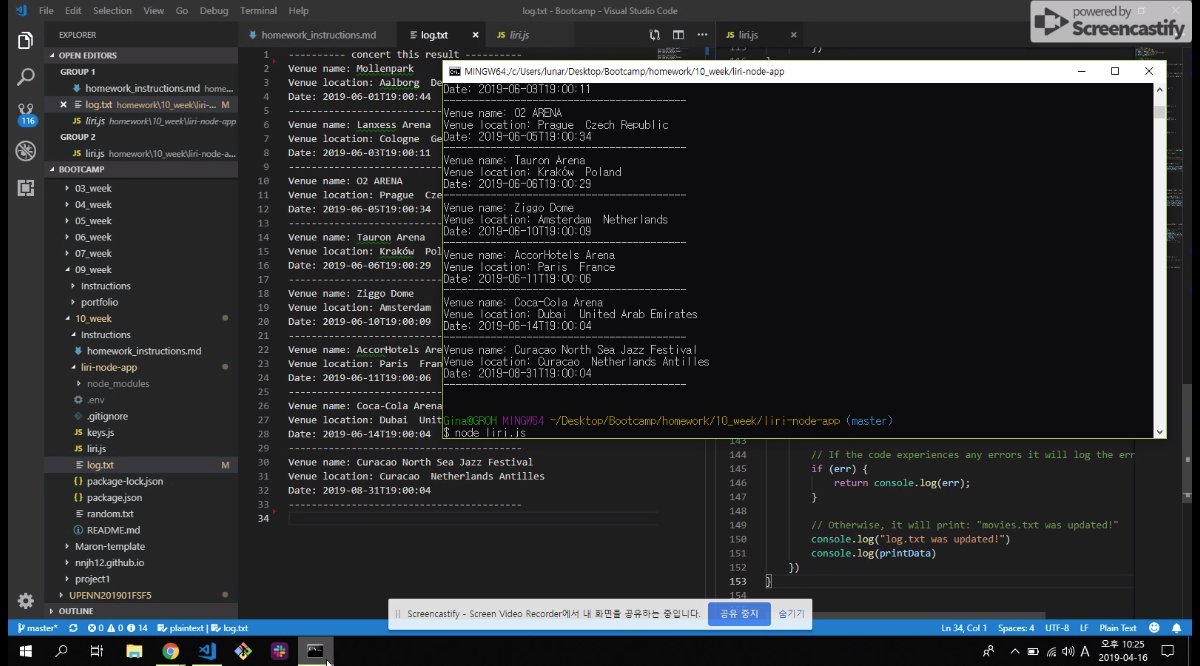 File Edit Selection View Go Debug Terminal Help
log.txt - Bootcamp - Visual Studio Code
powered by
Screencastify
EXPLORER
OPEN EDITORS
GROUP 1
homework_instructions.md home...
log.txt homework\10_week\liri-... M
liri.js homework\10_week\liri-node-app
GROUP 2
JS liri.js homework\10_week\liri-node-a...
116
BOOTCAMP
03_week
04_week
05_week
06_week
07_week
09_week
Instructions
portfolio
10_week
Instructions
homework_instructions.md
liri-node-app
node_modules
.env
.gitignore
JS keys.js
JS liri.js
log.txt M
{} package-lock.json
{} package.json
random.txt
README.md
Maron-template
nnjh12.github.io
project1
UPENN201901FSF5
OUTLINE
homework_instructions.md
log.txt
JS liri.js
JS liri.js
1 ---------- concert this result ----------
2 Venue name: Mollenpark
3 Venue location: Aalborg De
4 Date: 2019-06-01T19:00:44
5 ---------------------------
6 Venue name: Lanxess Arena
7 Venue location: Cologne Ge
8 Date: 2019-06-03T19:00:11
9 ---------------------------
10 Venue name: O2 ARENA
11 Venue location: Prague Cze
12 Date: 2019-06-05T19:00:34
13 ---------------------------
14 Venue name: Tauron Arena
15 Venue location: Kraków Pol
16 Date: 2019-06-06T19:00:29
17 ---------------------------
18 Venue name: Ziggo Dome
19 Venue location: Amsterdam
20 Date: 2019-06-10T19:00:09
21 ---------------------------
22 Venue name: AccorHotels Are
23 Venue location: Paris Fran
24 Date: 2019-06-11T19:00:06
25 ---------------------------
26 Venue name: Coca-Cola Arena
27 Venue location: Dubai Unit
28 Date: 2019-06-14T19:00:04
29 ----------------------------------------
30 Venue name: Curacao North Sea Jazz Festival
31 Venue location: Curacao Netherlands Antilles
32 Date: 2019-08-31T19:00:04
33 ----------------------------------------
34
MINGW64:/c/Users/lunar/Desktop/Bootcamp/homework/10_week/liri-node-app
Date: 2019-06-03T19:00:11
----------------------------------------
Venue name: O2 ARENA
Venue location: Prague Czech Republic
Date: 2019-06-05T19:00:34
----------------------------------------
Venue name: Tauron Arena
Venue location: Kraków Poland
Date: 2019-06-06T19:00:29
----------------------------------------
Venue name: Ziggo Dome
Venue location: Amsterdam Netherlands
Date: 2019-06-10T19:00:09
----------------------------------------
Venue name: AccorHotels Arena
Venue location: Paris France
Date: 2019-06-11T19:00:06
----------------------------------------
Venue name: Coca-Cola Arena
Venue location: Dubai United Arab Emirates
Date: 2019-06-14T19:00:04
----------------------------------------
Venue name: Curacao North Sea Jazz Festival
Venue location: Curacao Netherlands Antilles
Date: 2019-08-31T19:00:04
----------------------------------------
Gina@GROH MINGW64 ~/Desktop/Bootcamp/homework/10_week/liri-node-app (master)
$ node liri.js
143
144 // If the code experiences any errors it will log the err
145 if (err) {
146 return console.log(err);
147 }
148
149 // Otherwise, it will print: "movies.txt was updated!"
150 console.log("log.txt was updated!")
151 console.log(printData)
152 })
153 }
154
Screencastify - Screen Video Recorder에서 내 화면을 공유하는 중입니다. 공유 중지 숨기기
master* 0 0 14 plaintext | log.txt
Ln 34, Col 1 Spaces: 4 UTF-8 LF Plain Text
A 오후 10:25
2019-04-16